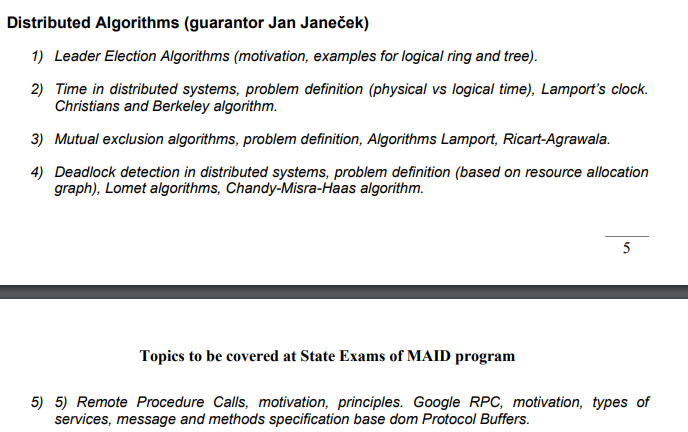 Distributed Algorithms (guarantor Jan Janeček)
1) Leader Election Algorithms (motivation, examples for logical ring and tree).
2) Time in distributed systems, problem definition (physical vs logical time), Lamport's clock.
Christians and Berkeley algorithm.
3) Mutual exclusion algorithms, problem definition, Algorithms Lamport, Ricart-Agrawala.
4) Deadlock detection in distributed systems, problem definition (based on resource allocation
graph), Lomet algorithms, Chandy-Misra-Haas algorithm.
5
Topics to be covered at State Exams of MAID program
5) 5) Remote Procedure Calls, motivation, principles. Google RPC, motivation, types of
services, message and methods specification base dom Protocol Buffers.